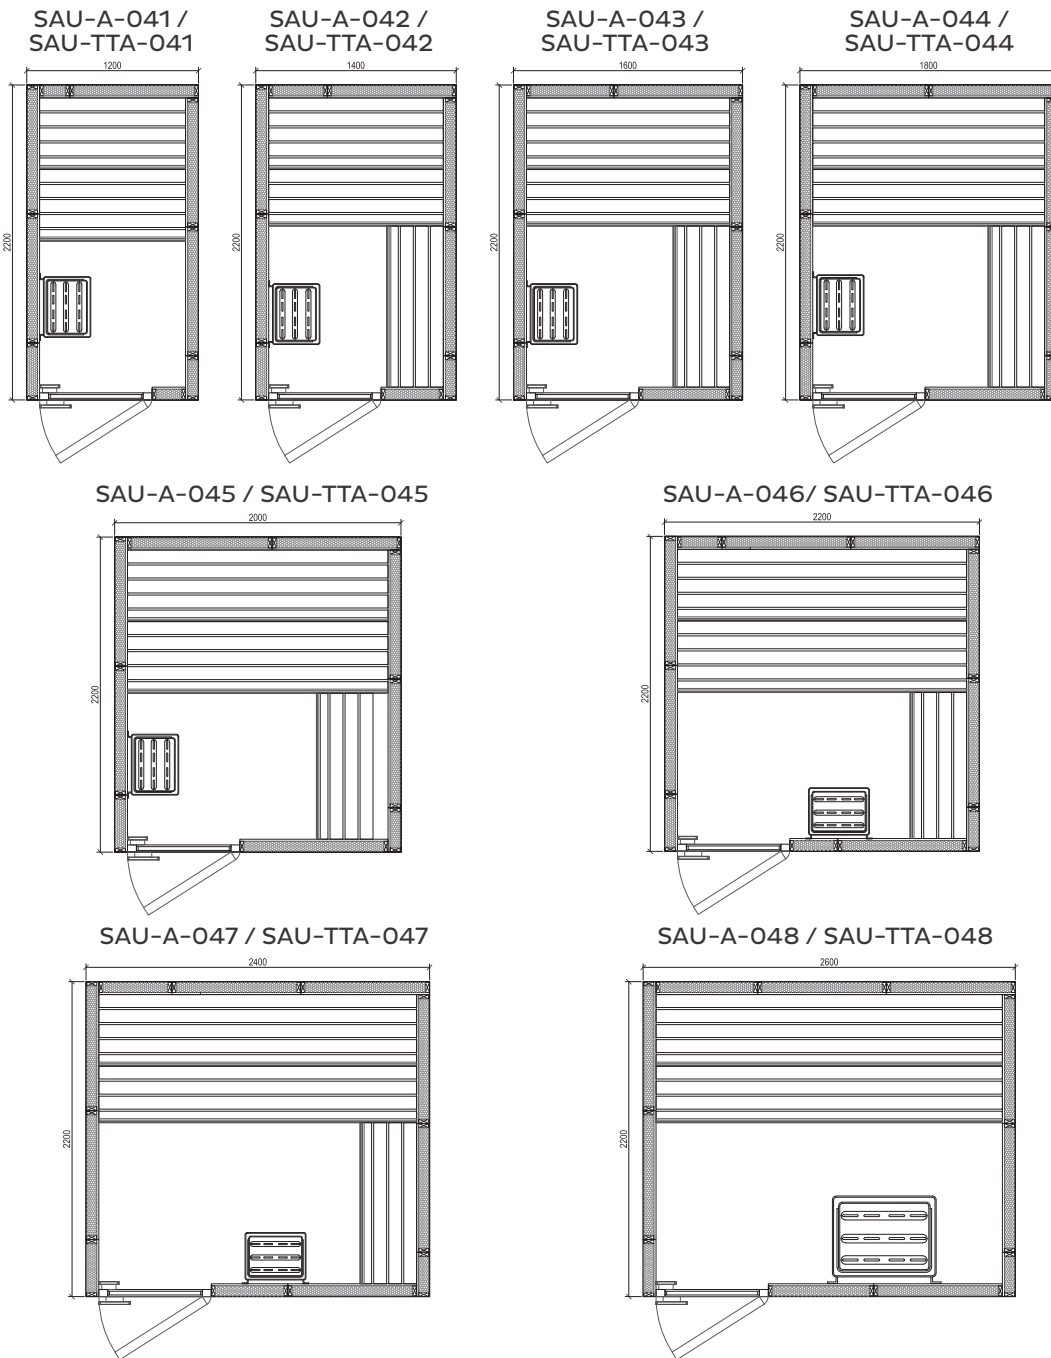 SAU-A-041 /
SAU-TTA-041
SAU-A-042 /
SAU-TTA-042
SAU-A-043 /
SAU-TTA-043
SAU-A-044 /
SAU-TTA-044
1200
1400
1600
1800
2200
2200
2200
2200
SAU-A-045 / SAU-TTA-045
SAU-A-046/ SAU-TTA-046
2000
2200
2200
2200
SAU-A-047 / SAU-TTA-047
SAU-A-048 / SAU-TTA-048
2400
2600
2200
2200